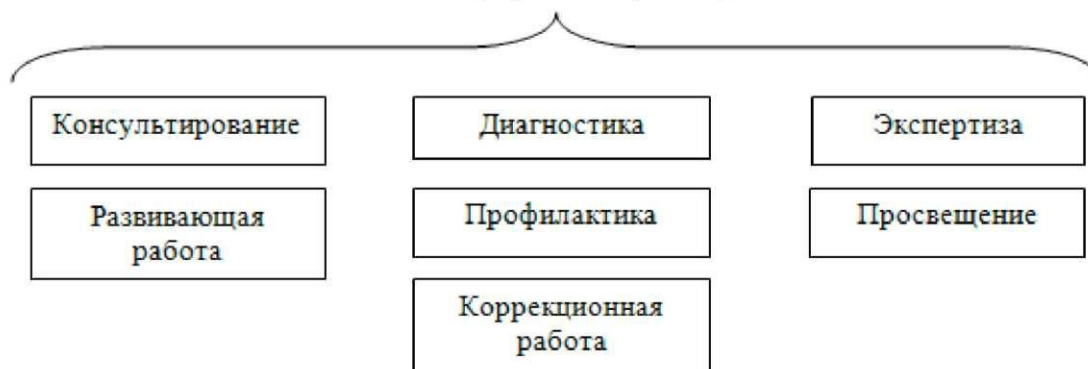 Консультирование
Диагностика
Экспертиза
Развивающая
работа
Профилактика
Просвещение
Коррекционная
работа